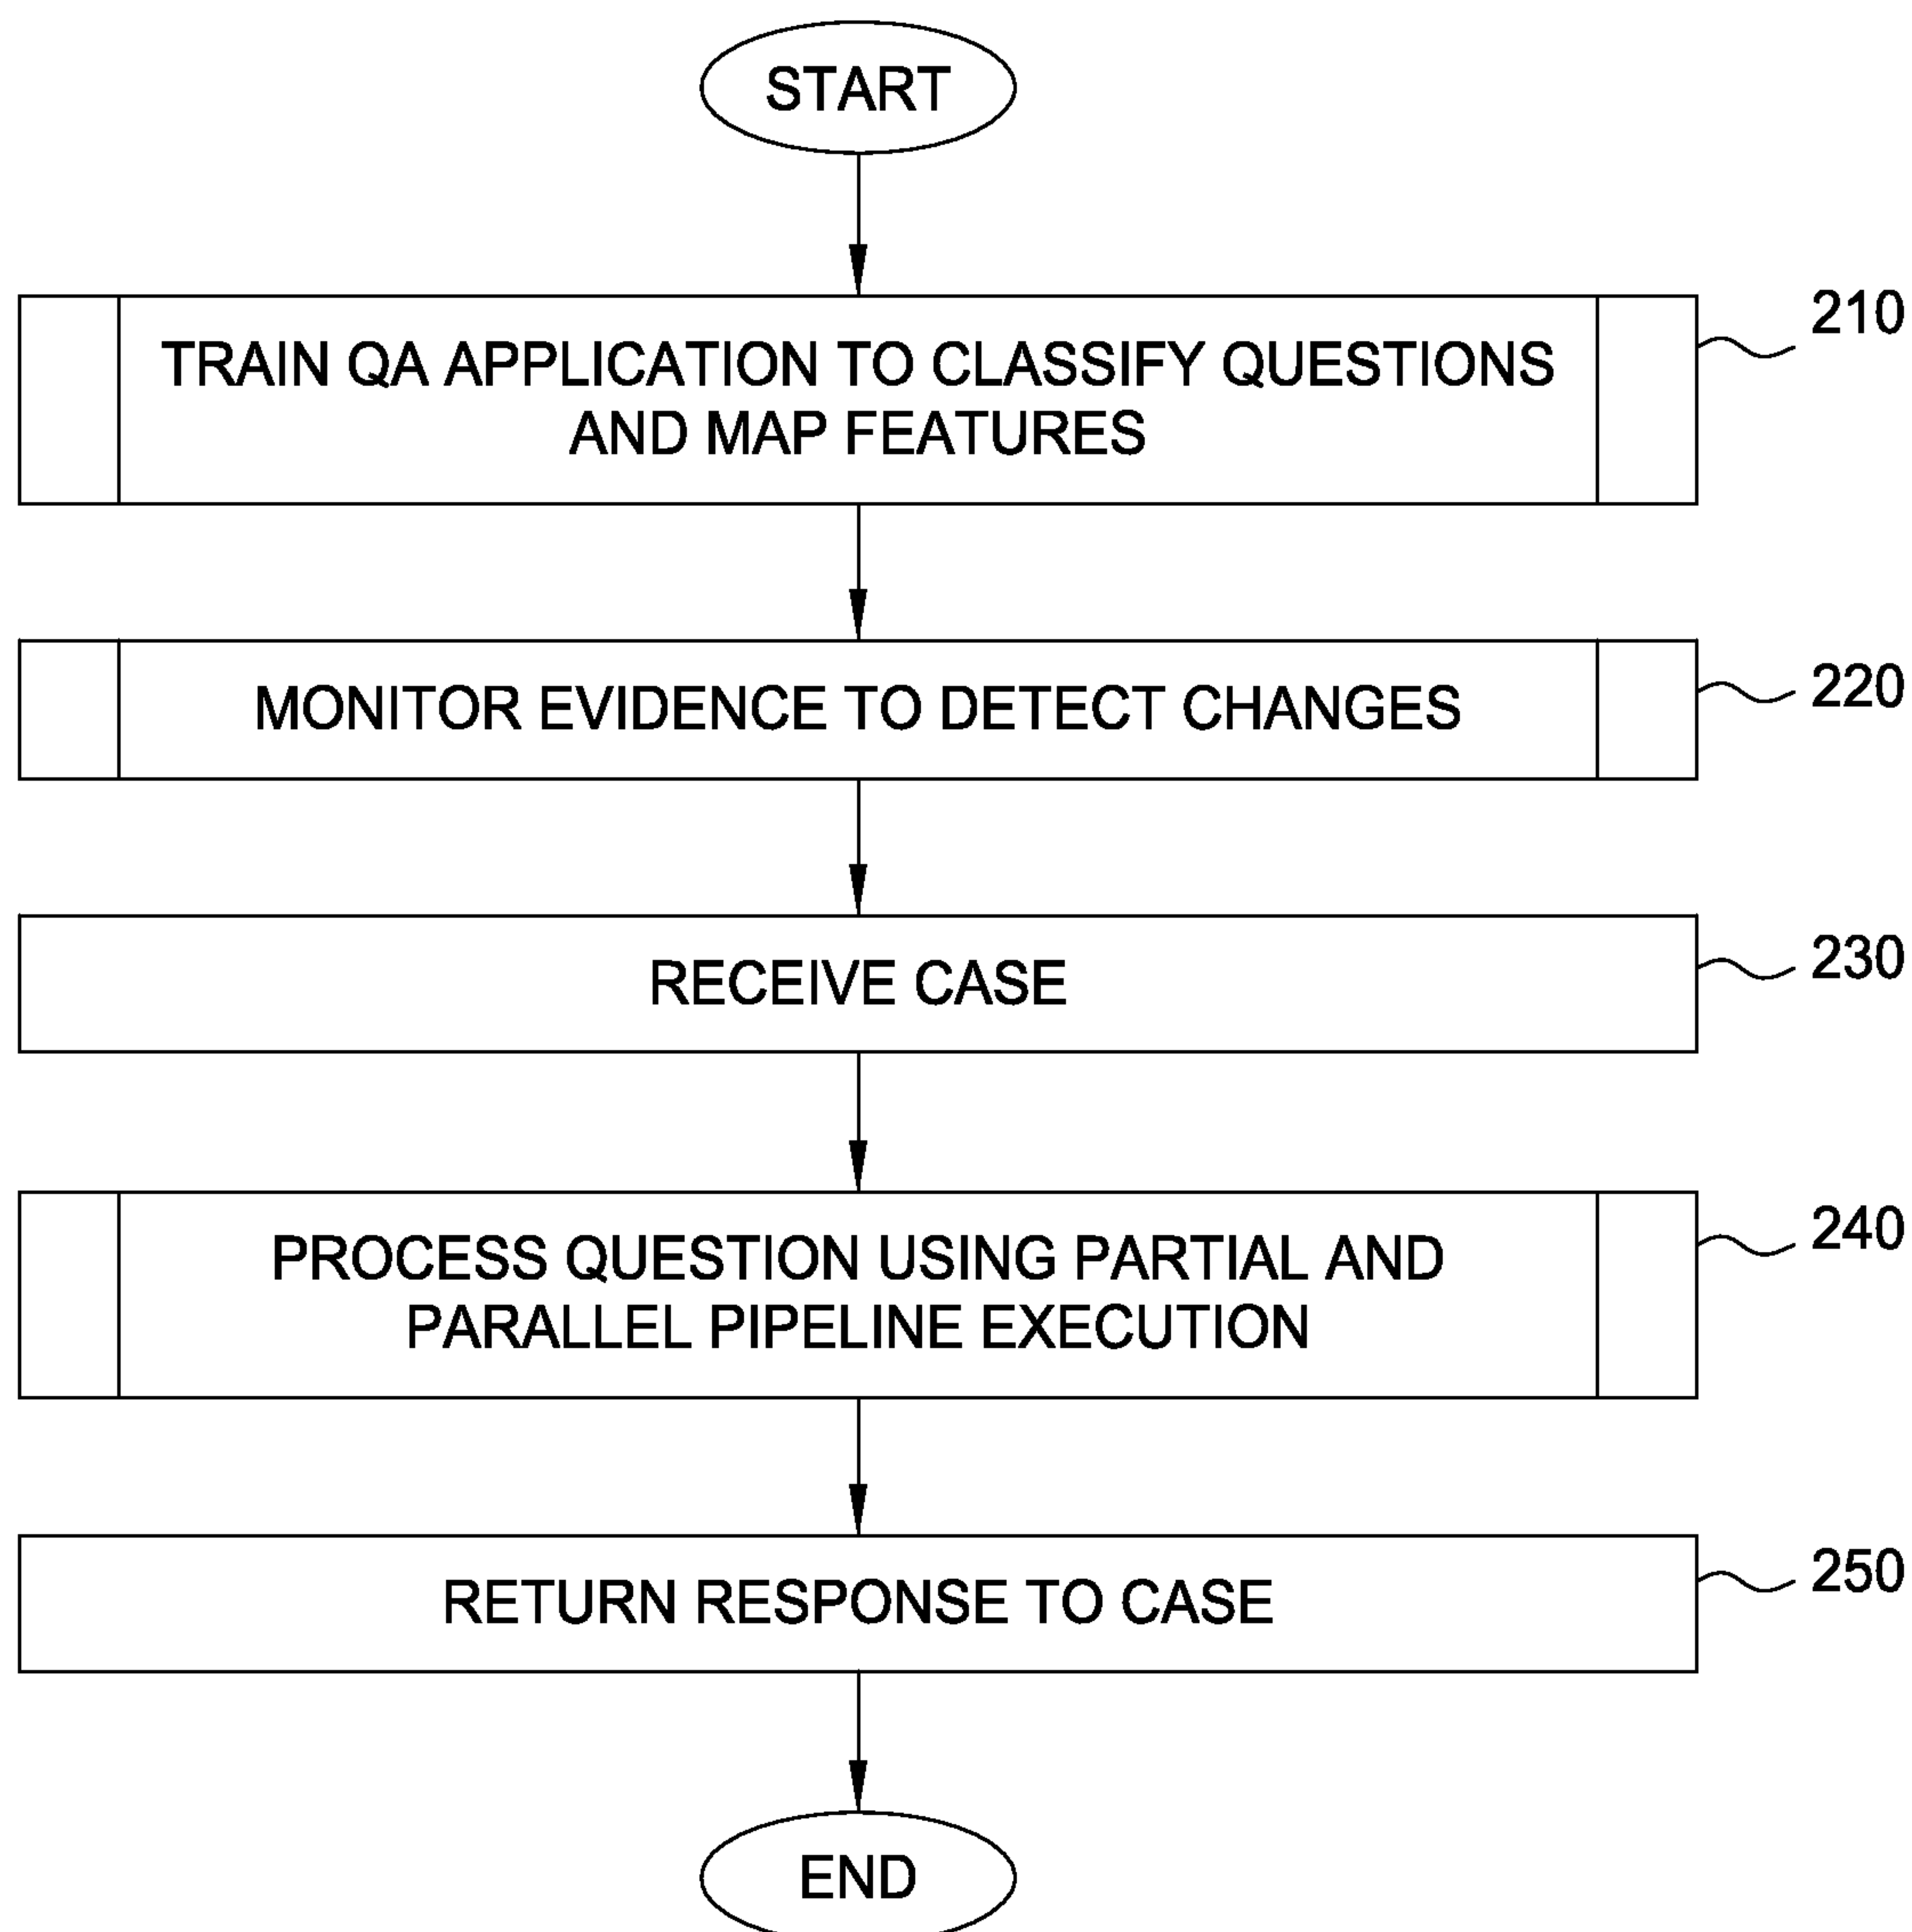 START
TRAIN QA APPLICATION TO CLASSIFY QUESTIONS
AND MAP FEATURES
210
MONITOR EVIDENCE TO DETECT CHANGES
220
RECEIVE CASE
230
PROCESS QUESTION USING PARTIAL AND
PARALLEL PIPELINE EXECUTION
240
RETURN RESPONSE TO CASE
250
END